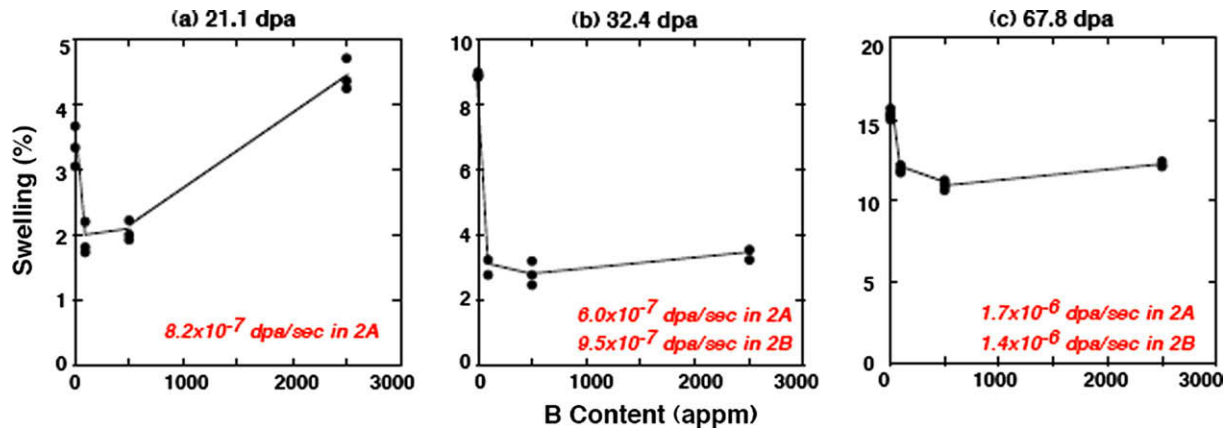 (a) 21.1 dpa
(b) 32.4 dpa
(c) 67.8 dpa
Swelling (%)
5
4
3
2
1
0
8.2x10-7 dpa/sec in 2A
0 1000 2000 3000
10
8
6
4
2
0
6.0x10-7 dpa/sec in 2A
9.5x10-7 dpa/sec in 2B
0 1000 2000 3000
20
15
10
5
0
1.7x10-6 dpa/sec in 2A
1.4x10-6 dpa/sec in 2B
0 1000 2000 3000
B Content (appm)